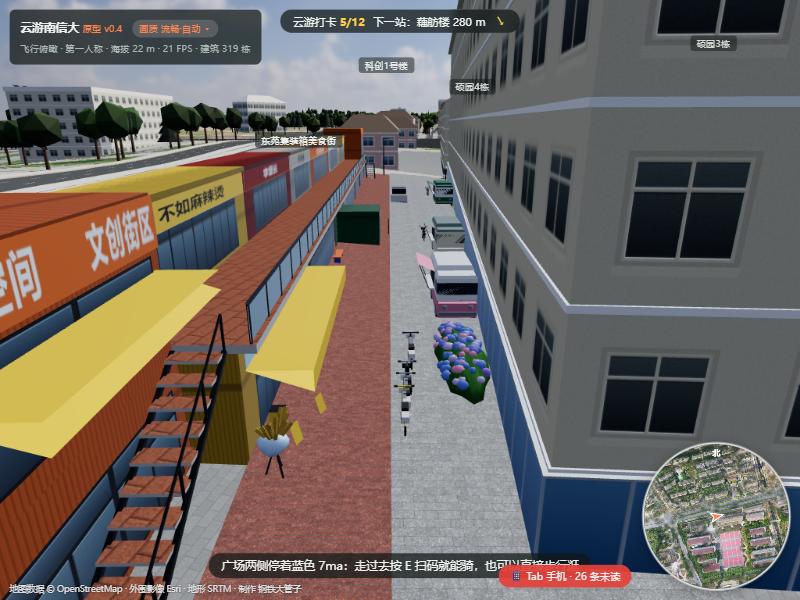 云游南信大 原型 v0.4 画质 流畅·自动
飞行俯瞰 · 第一人称 · 海拔 22 m · 21 FPS · 建筑 319 栋
云游打卡 5/12 下一站：藕舫楼 280 m
科创1号楼
硕园3栋
硕园4栋
东苑集装箱美食街
不如麻辣烫
文创街区
空间
北
广场两侧停着蓝色 7ma：走过去按 E 扫码就能骑，也可以直接步行逛
Tab 手机 · 26 条未读
地图数据 © OpenStreetMap · 外圈影像 Esri · 地形 SRTM · 制作 钢铁大管子